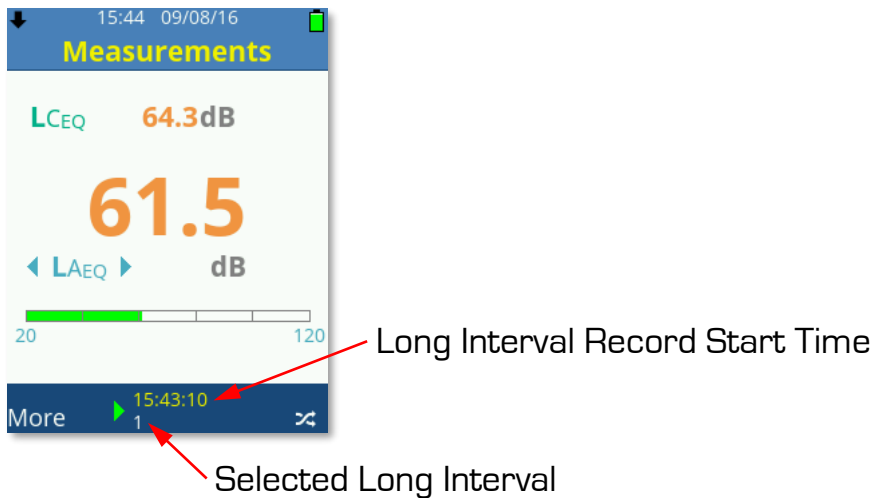 15:44 09/08/16
Measurements
LCEQ 64.3dB
61.5
LAEQ dB
20 120
Long Interval Record Start Time
15:43:10
More 1
Selected Long Interval